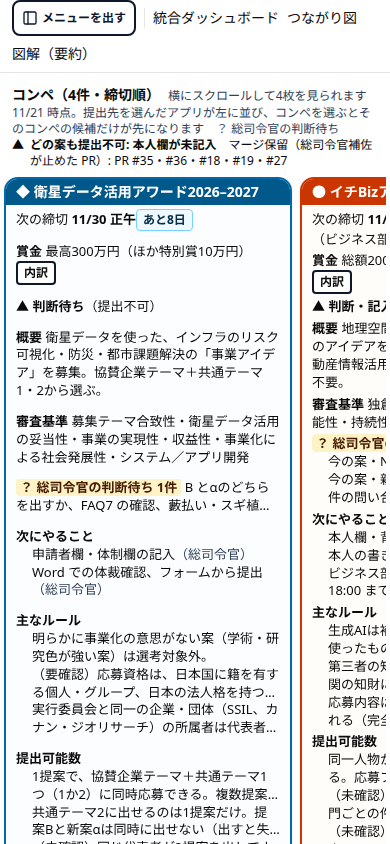 メニューを出す 統合ダッシュボード つながり図
図解（要約）
コンペ（4件・締切順） 横にスクロールして4枚を見られます
11/21 時点。提出先を選んだアプリが左に並び、コンペを選ぶとそ
のコンペの候補だけが先になります ？ 総司令官の判断待ち
▲ どの案も提出不可: 本人欄が未記入 マージ保留（総司令官補佐
が止めた PR）: PR #35・#36・#18・#19・#27
◆ 衛星データ活用アワード2026–2027
次の締切 11/30 正午 あと8日
賞金 最高300万円（ほか特別賞10万円）
内訳
▲ 判断待ち（提出不可）
概要 衛星データを使った、インフラのリスク
可視化・防災・都市課題解決の「事業アイデ
ア」を募集。協賛企業テーマ＋共通テーマ
1・2から選ぶ。
審査基準 募集テーマ合致性・衛星データ活用
の妥当性・事業の実現性・収益性・事業化に
よる社会発展性・システム／アプリ開発
？ 総司令官の判断待ち 1件 B とαのどちら
を出すか、FAQ7 の確認、藪払い・スギ植…
次にやること
申請者欄・体制欄の記入（総司令官）
Word での体裁確認、フォームから提出
（総司令官）
主なルール
明らかに事業化の意思がない案（学術・研
究色が強い案）は選考対象外。
（要確認）応募資格は、日本国に籍を有す
る個人・グループ、日本の法人格を持つ…
実行委員会と同一の企業・団体（SSIL、カ
ナン・ジオリサーチ）の所属者は代表者…
提出可能数
1提案で、協賛企業テーマ＋共通テーマ1
つ（1か2）に同時応募できる。複数提案…
共通テーマ2に出せるのは1提案だけ。提
案Bと新案αは同時に出せない（出すと失…
● イチBizア
次の締切 11/
（ビジネス部
賞金 総額200
内訳
▲ 判断・記入
概要 地理空間
のアイデアを
動産情報活用
不要。
審査基準 独創
能性・持続性
？ 総司令官の
今の案・N
今の案・新
件の問い合
次にやること
本人欄・背
本人の書き
ビジネス部
18:00 まで
主なルール
生成AIは補
使ったもの
第三者の知
関の知財に
応募内容に
れる（完全
提出可能数
同一人物か
る。応募フ
（未確認）
門ごとの件
（未確認）